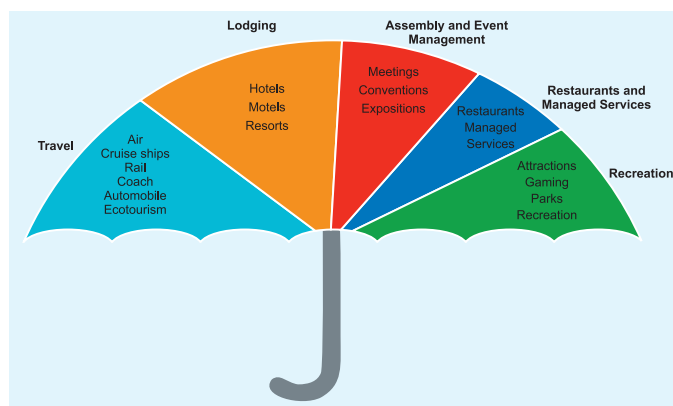 Lodging
Assembly and Event
Management
Hotels
Motels
Resorts
Meetings
Conventions
Expositions
Restaurants and
Managed Services
Restaurants
Managed
Services
Travel
Air
Cruise ships
Rail
Coach
Automobile
Ecotourism
Recreation
Attractions
Gaming
Parks
Recreation